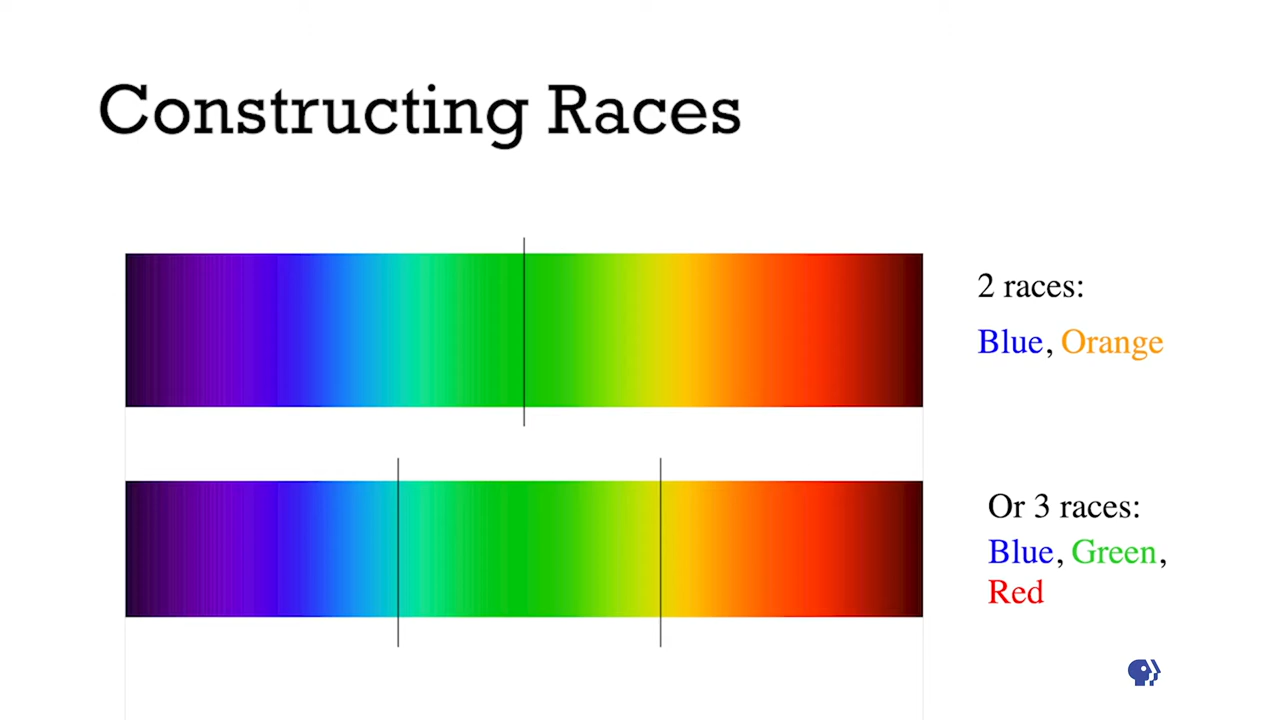 Constructing Races
2 races:
Blue, Orange
Or 3 races:
Blue, Green,
Red